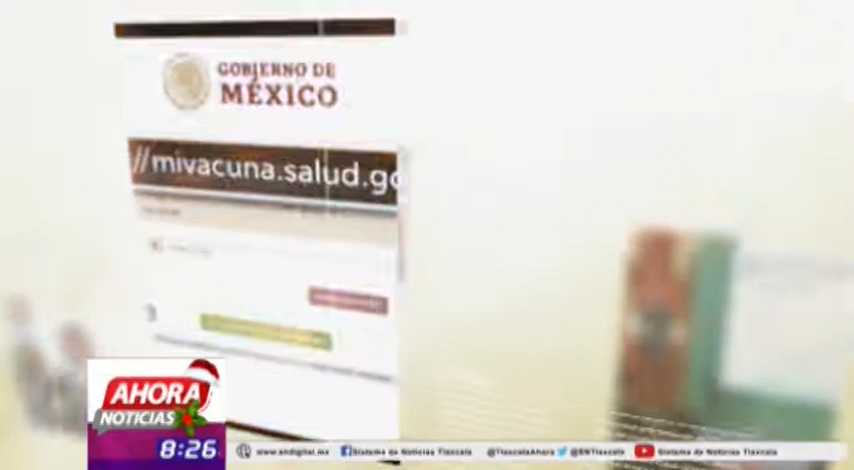 GOBIERNO DE
MÉXICO
//mivacuna.salud.go
AHORA
NOTICIAS
8:26
www.sndigital.mx
Sistema de Noticias Tlaxcala
@TlaxcalaAhora
@SNTlaxcala
Sistema de Noticias Tlaxcala